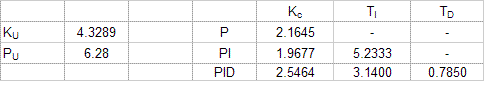 Kc TI TD
KU 4.3289 P 2.1645 - -
PU 6.28 PI 1.9677 5.2333 -
PID 2.5464 3.1400 0.7850